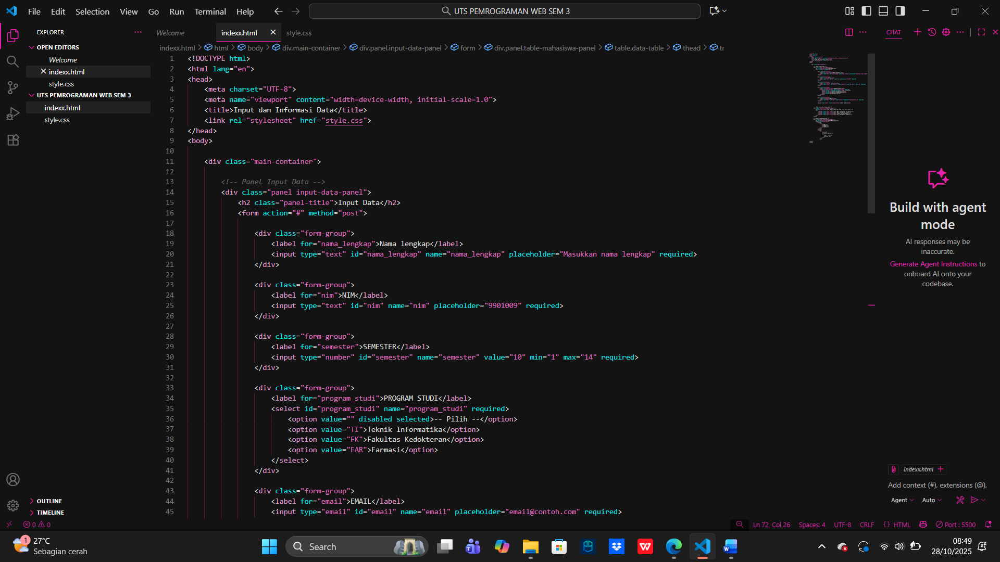 File Edit Selection View Go Run Terminal Help
UTS PEMROGRAMAN WEB SEM 3
EXPLORER
OPEN EDITORS
Welcome
indexx.html
style.css
UTS PEMROGRAMAN WEB SEM 3
indexx.html
style.css
OUTLINE
TIMELINE
Welcome indexx.html style.css
indexx.html > html > body > div.main-container > div.panel.input-data-panel > form > div.panel.table-mahasiswa-panel > table.data-table > thead > tr
1 <!DOCTYPE html>
2 <html lang="en">
3 <head>
4 <meta charset="UTF-8">
5 <meta name="viewport" content="width=device-width, initial-scale=1.0">
6 <title>Input dan Informasi Data</title>
7 <link rel="stylesheet" href="style.css">
8 </head>
9 <body>
10
11 <div class="main-container">
12
13 <!-- Panel Input Data -->
14 <div class="panel input-data-panel">
15 <h2 class="panel-title">Input Data</h2>
16 <form action="#" method="post">
17
18 <div class="form-group">
19 <label for="nama_lengkap">Nama lengkap</label>
20 <input type="text" id="nama_lengkap" name="nama_lengkap" placeholder="Masukkan nama lengkap" required>
21 </div>
22
23 <div class="form-group">
24 <label for="nim">NIM</label>
25 <input type="text" id="nim" name="nim" placeholder="9901009" required>
26 </div>
27
28 <div class="form-group">
29 <label for="semester">SEMESTER</label>
30 <input type="number" id="semester" name="semester" value="10" min="1" max="14" required>
31 </div>
32
33 <div class="form-group">
34 <label for="program_studi">PROGRAM STUDI</label>
35 <select id="program_studi" name="program_studi" required>
36 <option value="" disabled selected>-- Pilih --</option>
37 <option value="TI">Teknik Informatika</option>
38 <option value="FK">Fakultas Kedokteran</option>
39 <option value="FAR">Farmasi</option>
40 </select>
41 </div>
42
43 <div class="form-group">
44 <label for="email">EMAIL</label>
45 <input type="email" id="email" name="email" placeholder="email@contoh.com" required>
CHAT
Build with agent
mode
AI responses may be
inaccurate.
Generate Agent Instructions to
onboard AI onto your
codebase.
indexx.html
Add context (#), extensions (@),
Agent Auto
0 0
Ln 72, Col 26 Spaces: 4 UTF-8 CRLF {} HTML Port : 5500
1
27°C
Sebagian cerah
Search
08:49
28/10/2025